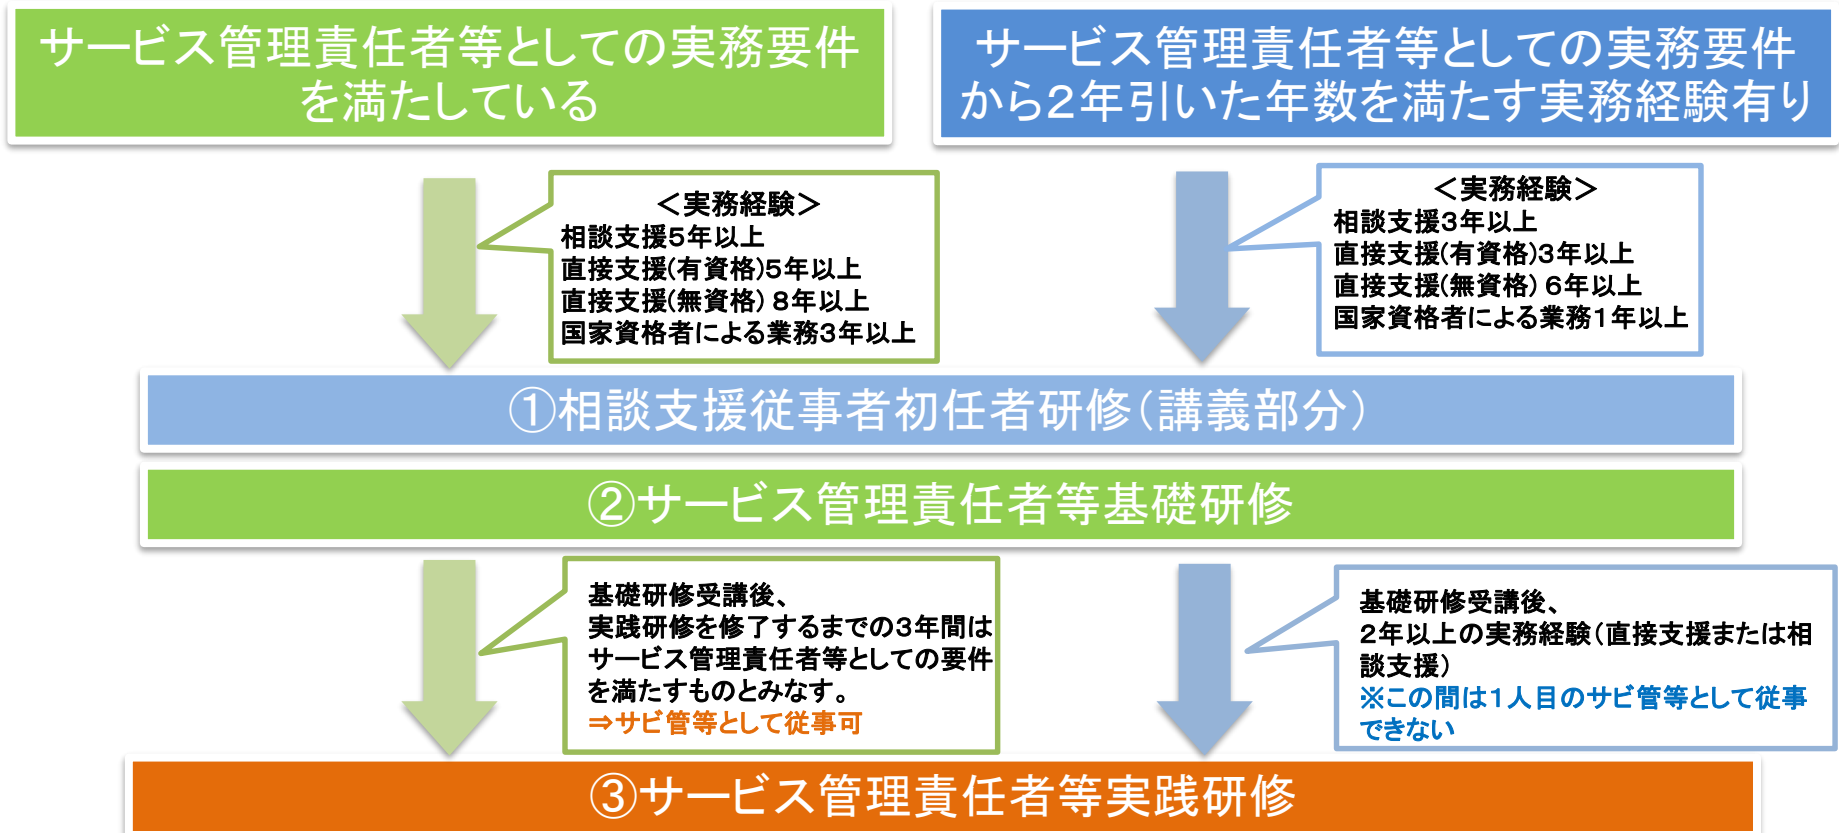 サービス管理責任者等としての実務要件
を満たしている
サービス管理責任者等としての実務要件
から２年引いた年数を満たす実務経験有り
＜実務経験＞
相談支援５年以上
直接支援(有資格)５年以上
直接支援(無資格)８年以上
国家資格者による業務３年以上
＜実務経験＞
相談支援３年以上
直接支援(有資格)３年以上
直接支援(無資格)６年以上
国家資格者による業務１年以上
①相談支援従事者初任者研修（講義部分）
②サービス管理責任者等基礎研修
基礎研修受講後、
実践研修を修了するまでの３年間は
サービス管理責任者等としての要件
を満たすものとみなす。
⇒サビ管等として従事可
基礎研修受講後、
２年以上の実務経験（直接支援または相
談支援）
※この間は１人目のサビ管等として従事
できない
③サービス管理責任者等実践研修